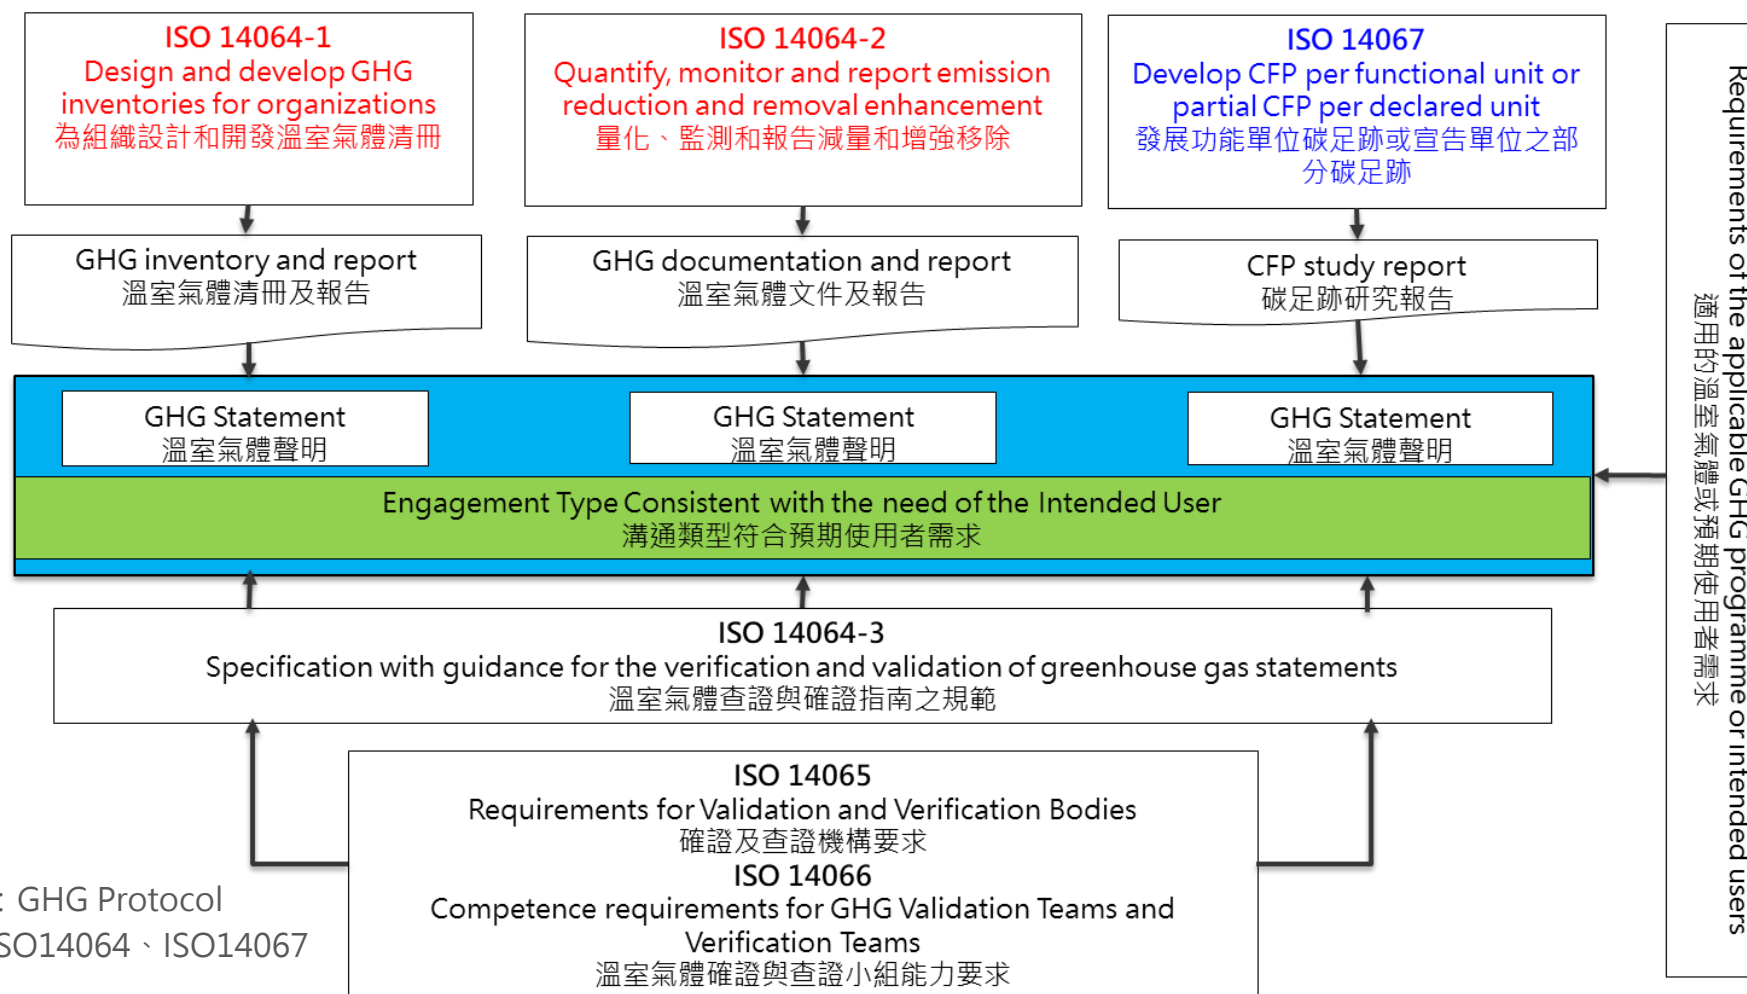 ISO 14064-1
Design and develop GHG
inventories for organizations
為組織設計和開發溫室氣體清冊
ISO 14064-2
Quantify, monitor and report emission
reduction and removal enhancement
量化、監測和報告減量和增強移除
ISO 14067
Develop CFP per functional unit or
partial CFP per declared unit
發展功能單位碳足跡或宣告單位之部
分碳足跡
GHG inventory and report
溫室氣體清冊及報告
GHG documentation and report
溫室氣體文件及報告
CFP study report
碳足跡研究報告
GHG Statement
溫室氣體聲明
GHG Statement
溫室氣體聲明
GHG Statement
溫室氣體聲明
Engagement Type Consistent with the need of the Intended User
溝通類型符合預期使用者需求
ISO 14064-3
Specification with guidance for the verification and validation of greenhouse gas statements
溫室氣體查證與確證指南之規範
ISO 14065
Requirements for Validation and Verification Bodies
確證及查證機構要求
ISO 14066
Competence requirements for GHG Validation Teams and
Verification Teams
溫室氣體確證與查證小組能力要求
Requirements of the applicable GHG programme or intended users
適用的溫室氣體或預期使用者需求
: GHG Protocol
SO14064、ISO14067